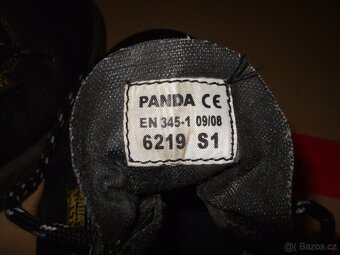 PANDA CE
EN 345-1 09/08
6219 S1
© Bazos.cz